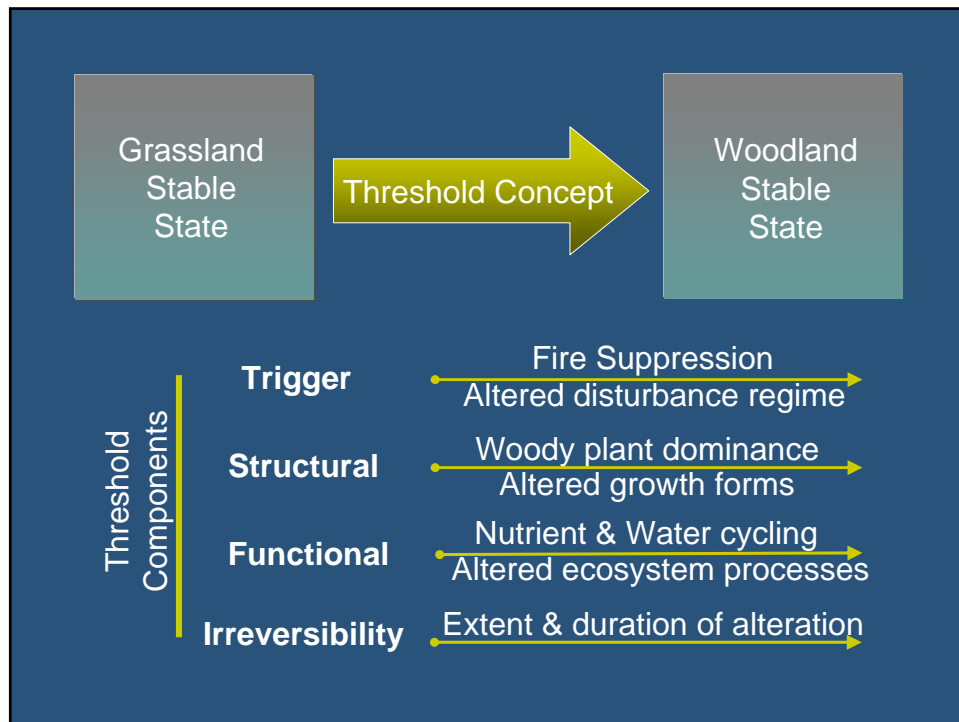 Grassland
Stable
State
Threshold Concept
Woodland
Stable
State
Threshold
Components
Trigger
Fire Suppression
Altered disturbance regime
Structural
Woody plant dominance
Altered growth forms
Functional
Nutrient & Water cycling
Altered ecosystem processes
Irreversibility
Extent & duration of alteration